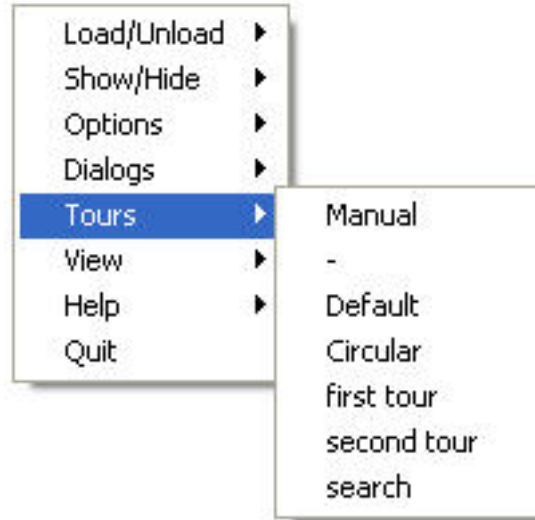 Load/Unload
Show/Hide
Options
Dialogs
Tours
View
Help
Quit
Manual
-
Default
Circular
first tour
second tour
search